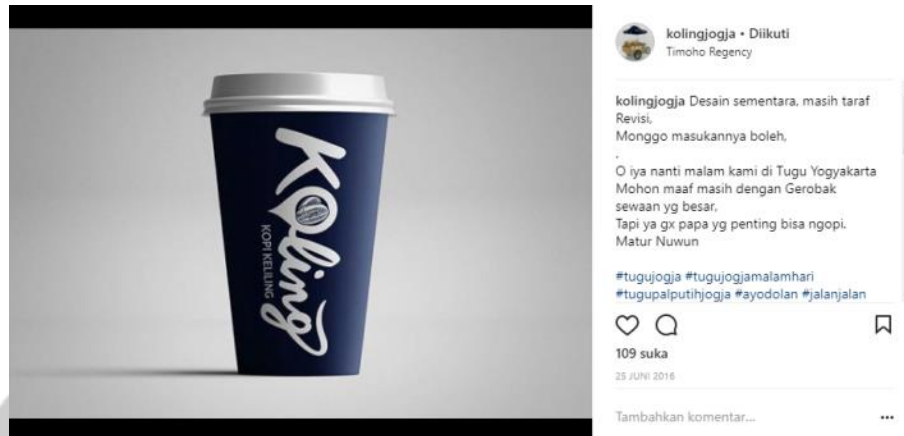 Koling
KOPI KELILING
kolingjogja • Diikuti
Timoho Regency
kolingjogja Desain sementara, masih taraf
Revisi,
Monggo masukannya boleh,
.
O iya nanti malam kami di Tugu Yogyakarta
Mohon maaf masih dengan Gerobak
sewaan yg besar,
Tapi ya gx papa yg penting bisa ngopi.
Matur Nuwun
#tugujogja #tugujogjamalamhari
#tugupalputihjogja #ayodolan #jalanjalan
109 suka
25 JUNI 2016
Tambahkan komentar...